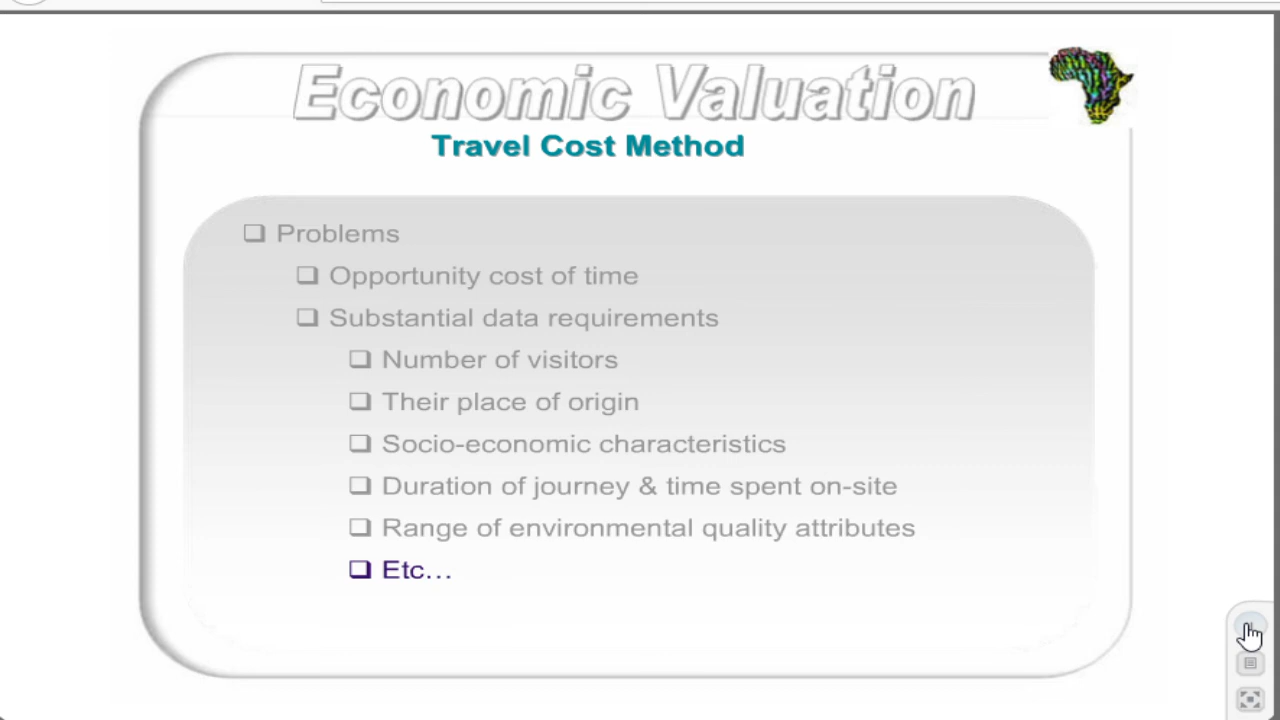 Economic Valuation
Travel Cost Method
❑ Problems
❑ Opportunity cost of time
❑ Substantial data requirements
❑ Number of visitors
❑ Their place of origin
❑ Socio-economic characteristics
❑ Duration of journey & time spent on-site
❑ Range of environmental quality attributes
❑ Etc…